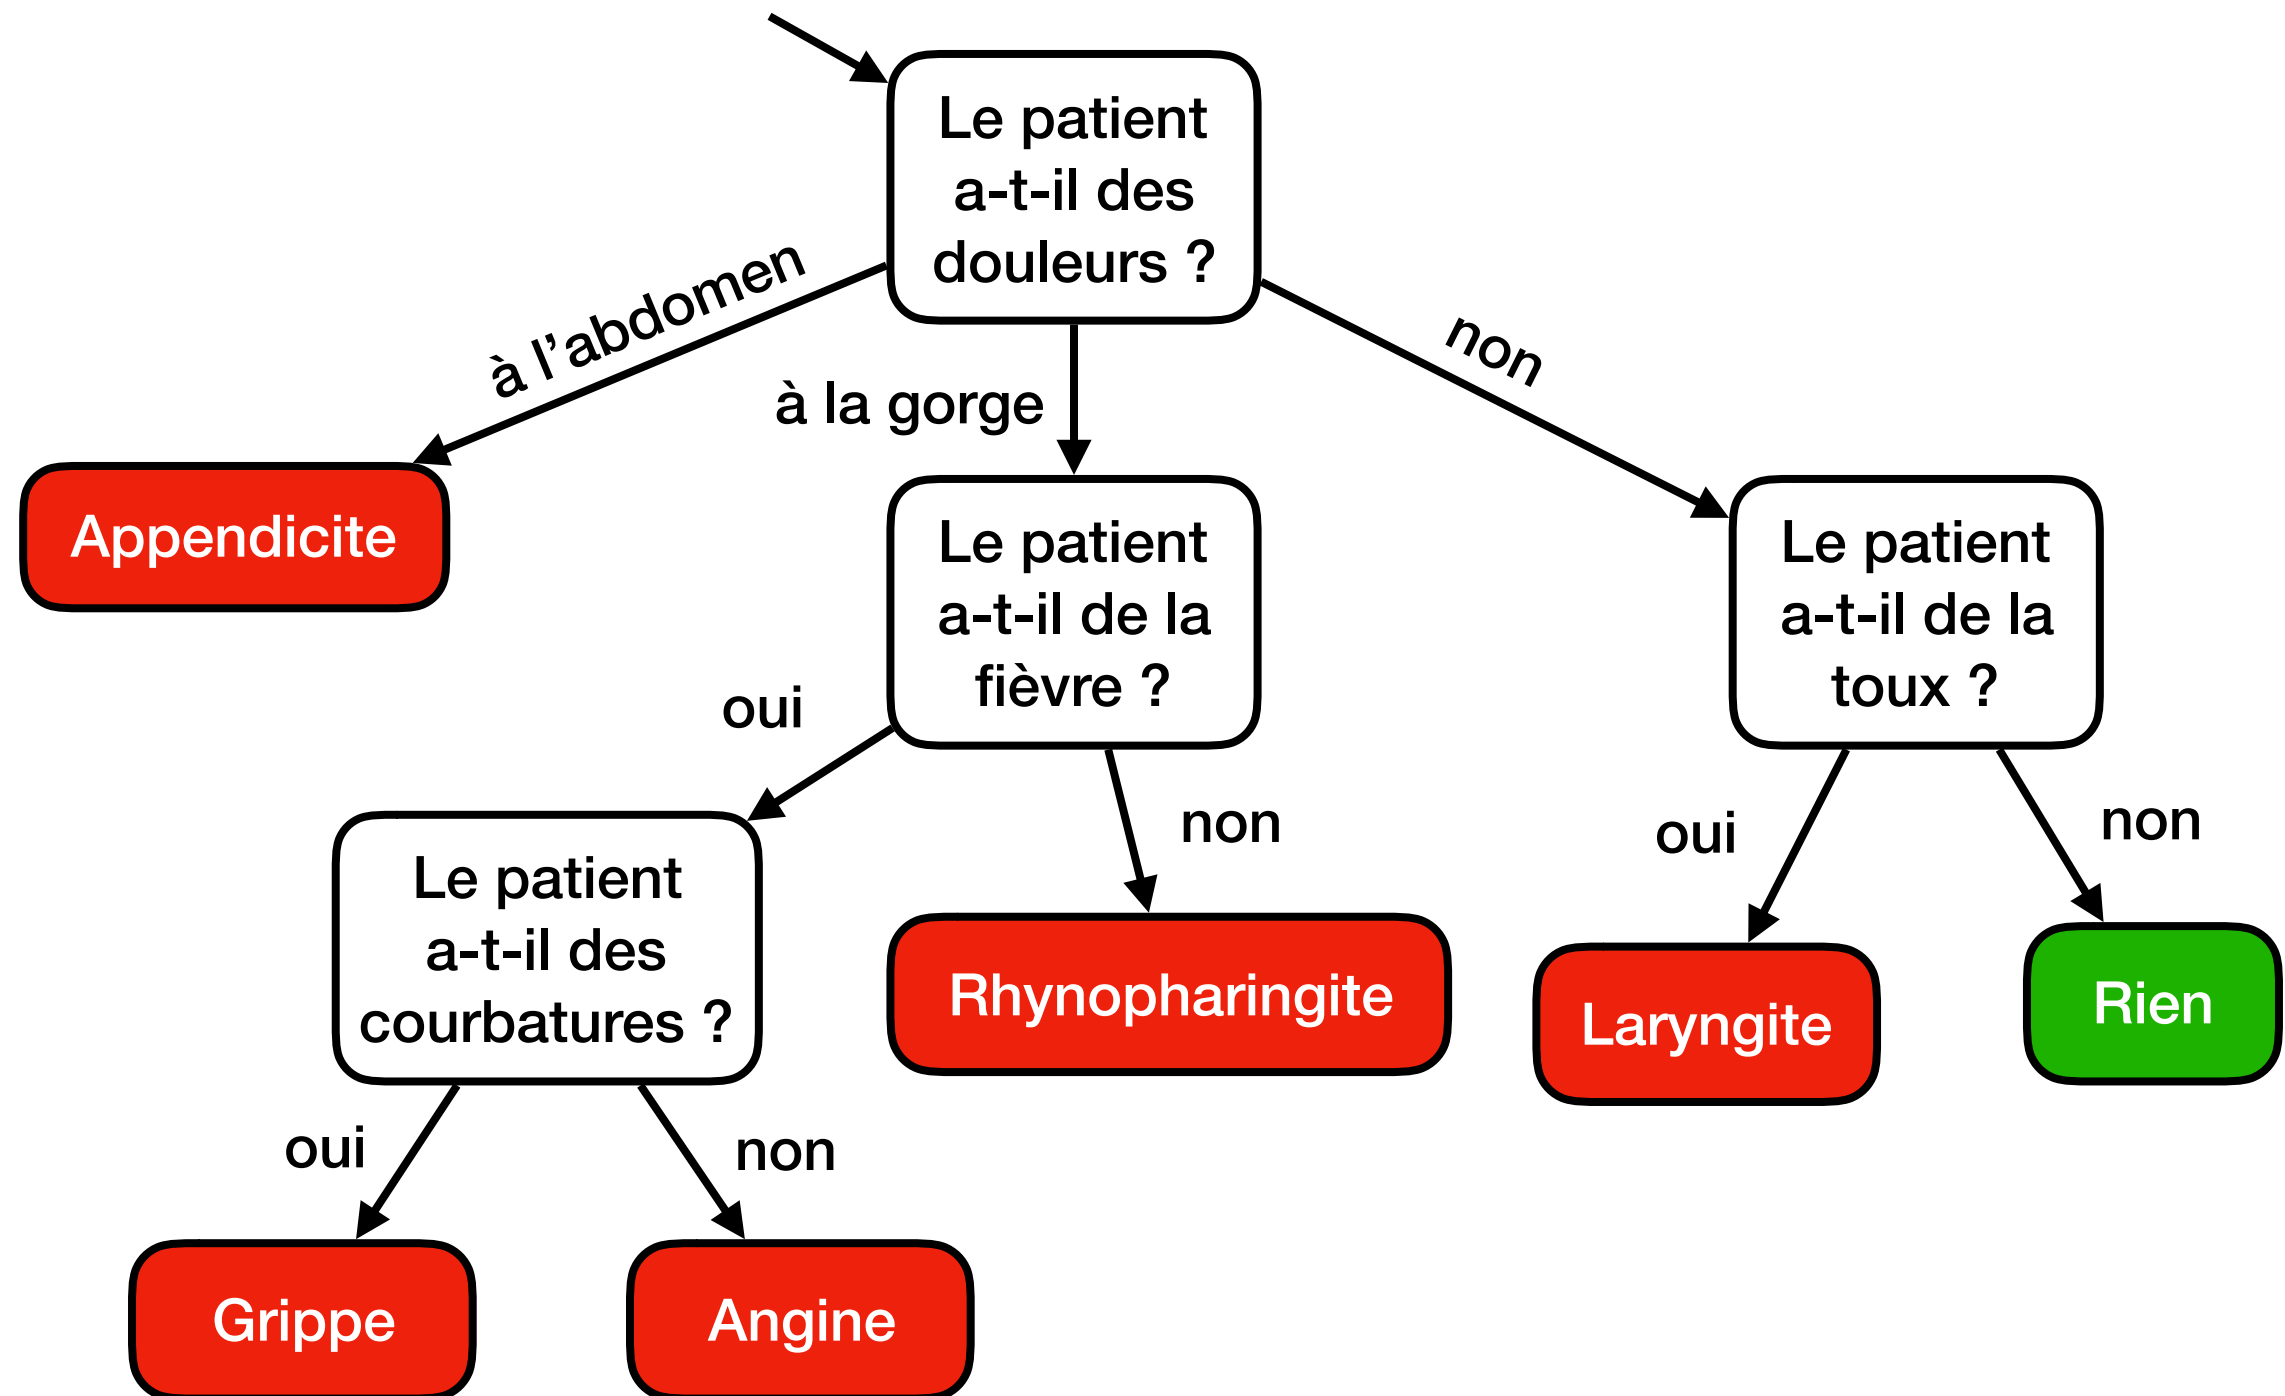 Le patient
a-t-il des
douleurs ?
à l'abdomen
à la gorge
non
Appendicite
Le patient
a-t-il de la
fièvre ?
Le patient
a-t-il de la
toux ?
oui
non
oui
non
Le patient
a-t-il des
courbatures ?
Rhynopharingite
Laryngite
Rien
oui
non
Grippe
Angine